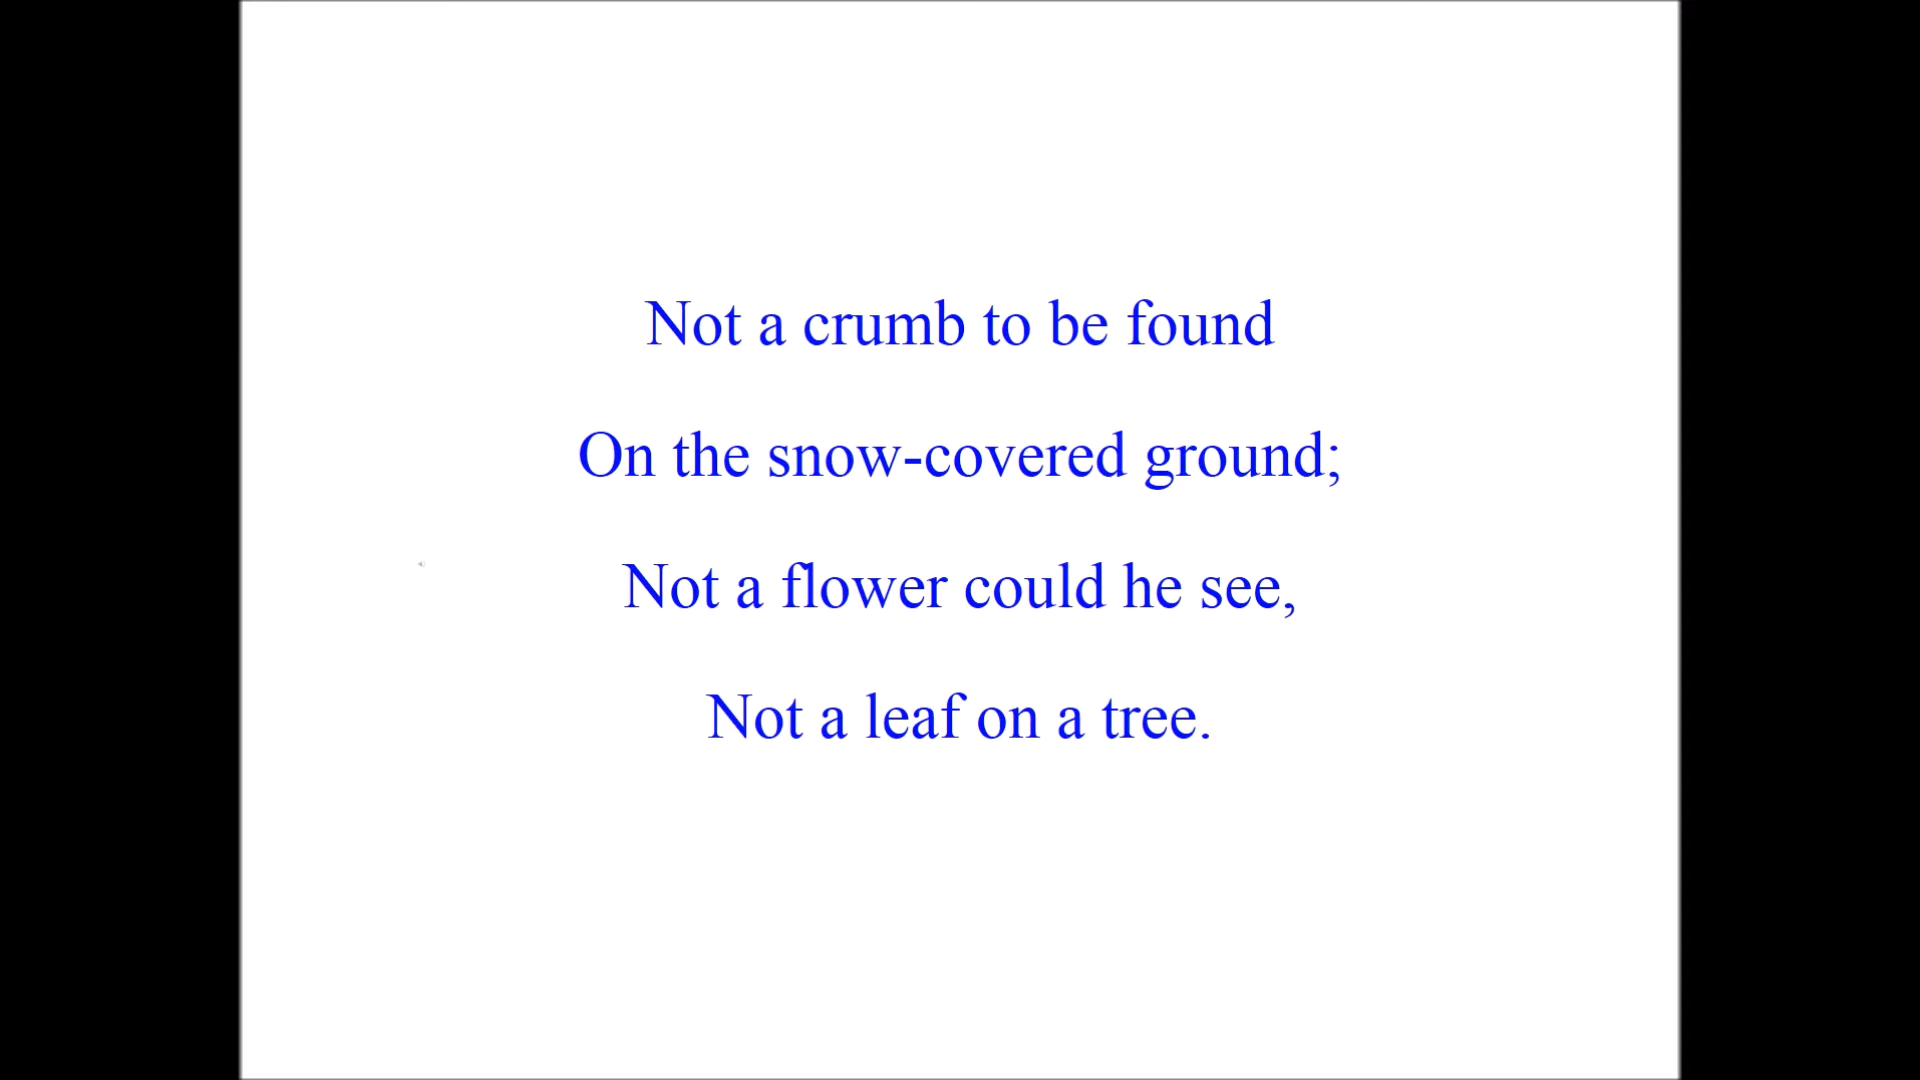 Not a crumb to be found
On the snow-covered ground;
Not a flower could he see,
Not a leaf on a tree.